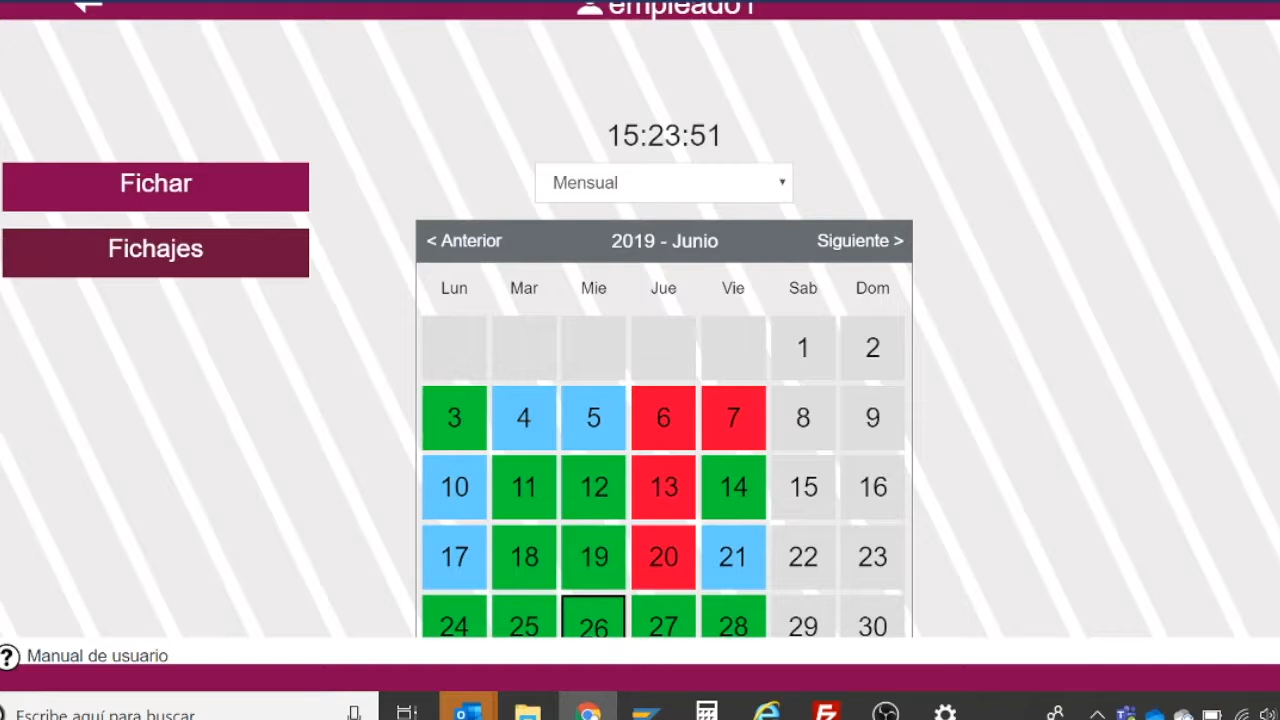 empleado1
15:23:51
Fichar
Mensual
Fichajes
< Anterior 2019 - Junio Siguiente >
Lun Mar Mie Jue Vie Sab Dom
1 2
3 4 5 6 7 8 9
10 11 12 13 14 15 16
17 18 19 20 21 22 23
24 25 26 27 28 29 30
? Manual de usuario
Escribe aquí para buscar